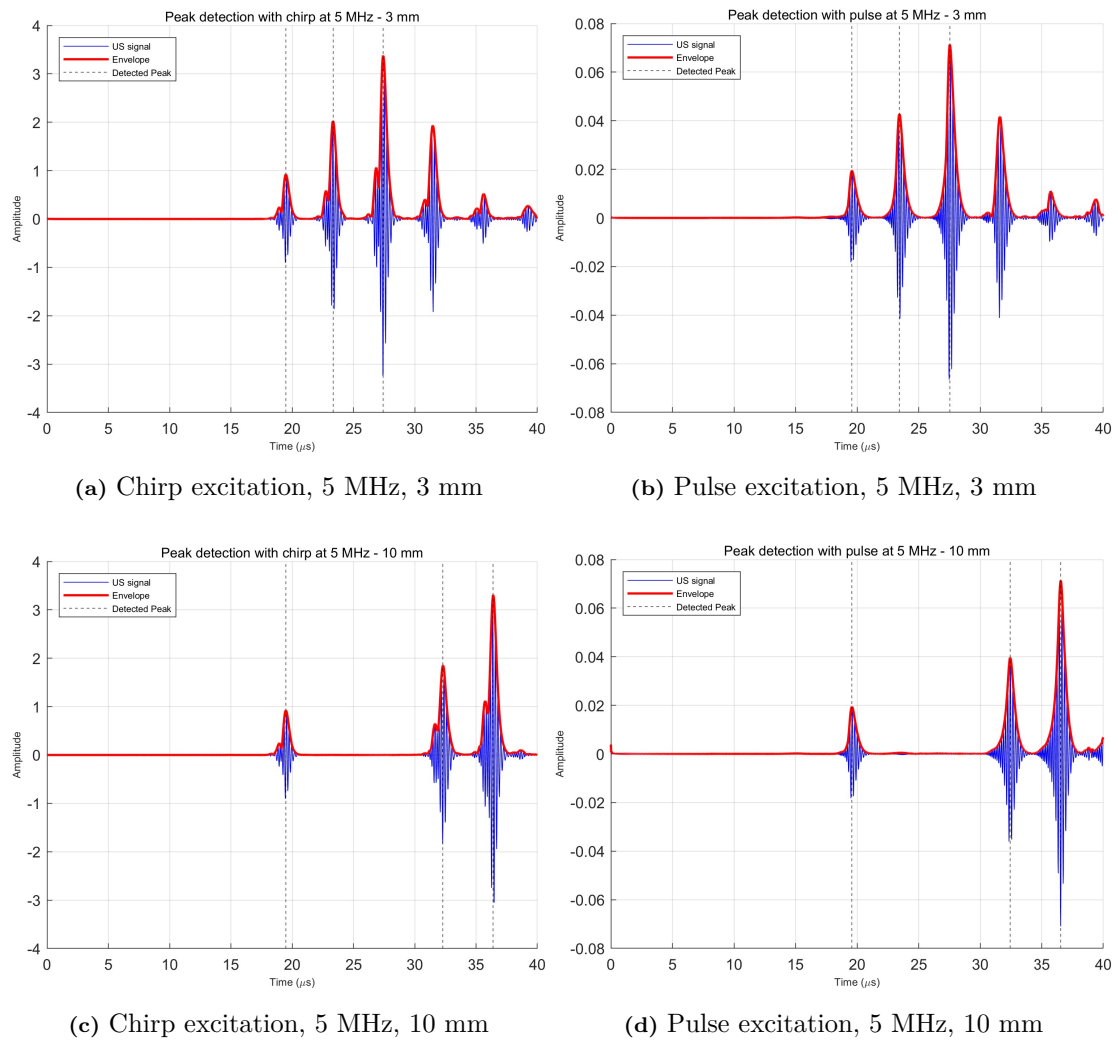 Peak detection with chirp at 5 MHz - 3 mm
US signal
Envelope
Detected Peak
4
3
2
1
0
-1
-2
-3
-4
Amplitude
0 5 10 15 20 25 30 35 40
Time (μs)
(a) Chirp excitation, 5 MHz, 3 mm
Peak detection with pulse at 5 MHz - 3 mm
US signal
Envelope
Detected Peak
0.08
0.06
0.04
0.02
0
-0.02
-0.04
-0.06
-0.08
Amplitude
0 5 10 15 20 25 30 35 40
Time (μs)
(b) Pulse excitation, 5 MHz, 3 mm
Peak detection with chirp at 5 MHz - 10 mm
US signal
Envelope
Detected Peak
4
3
2
1
0
-1
-2
-3
-4
Amplitude
0 5 10 15 20 25 30 35 40
Time (μs)
(c) Chirp excitation, 5 MHz, 10 mm
Peak detection with pulse at 5 MHz - 10 mm
US signal
Envelope
Detected Peak
0.08
0.06
0.04
0.02
0
-0.02
-0.04
-0.06
-0.08
Amplitude
0 5 10 15 20 25 30 35 40
Time (μs)
(d) Pulse excitation, 5 MHz, 10 mm